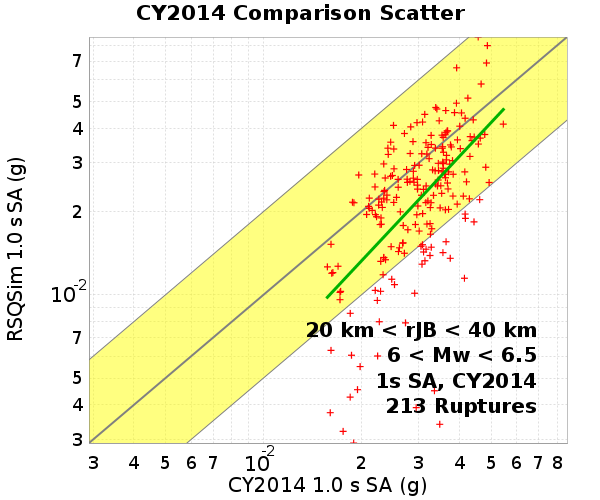 CY2014 Comparison Scatter
RSQSim 1.0 s SA (g)
7
5
4
3
2
10-2
7
5
4
3
20 km < rJB < 40 km
6 < Mw < 6.5
1s SA, CY2014
213 Ruptures
3 4 5 6 7 10-2 2 3 4 5 6 7 8
CY2014 1.0 s SA (g)